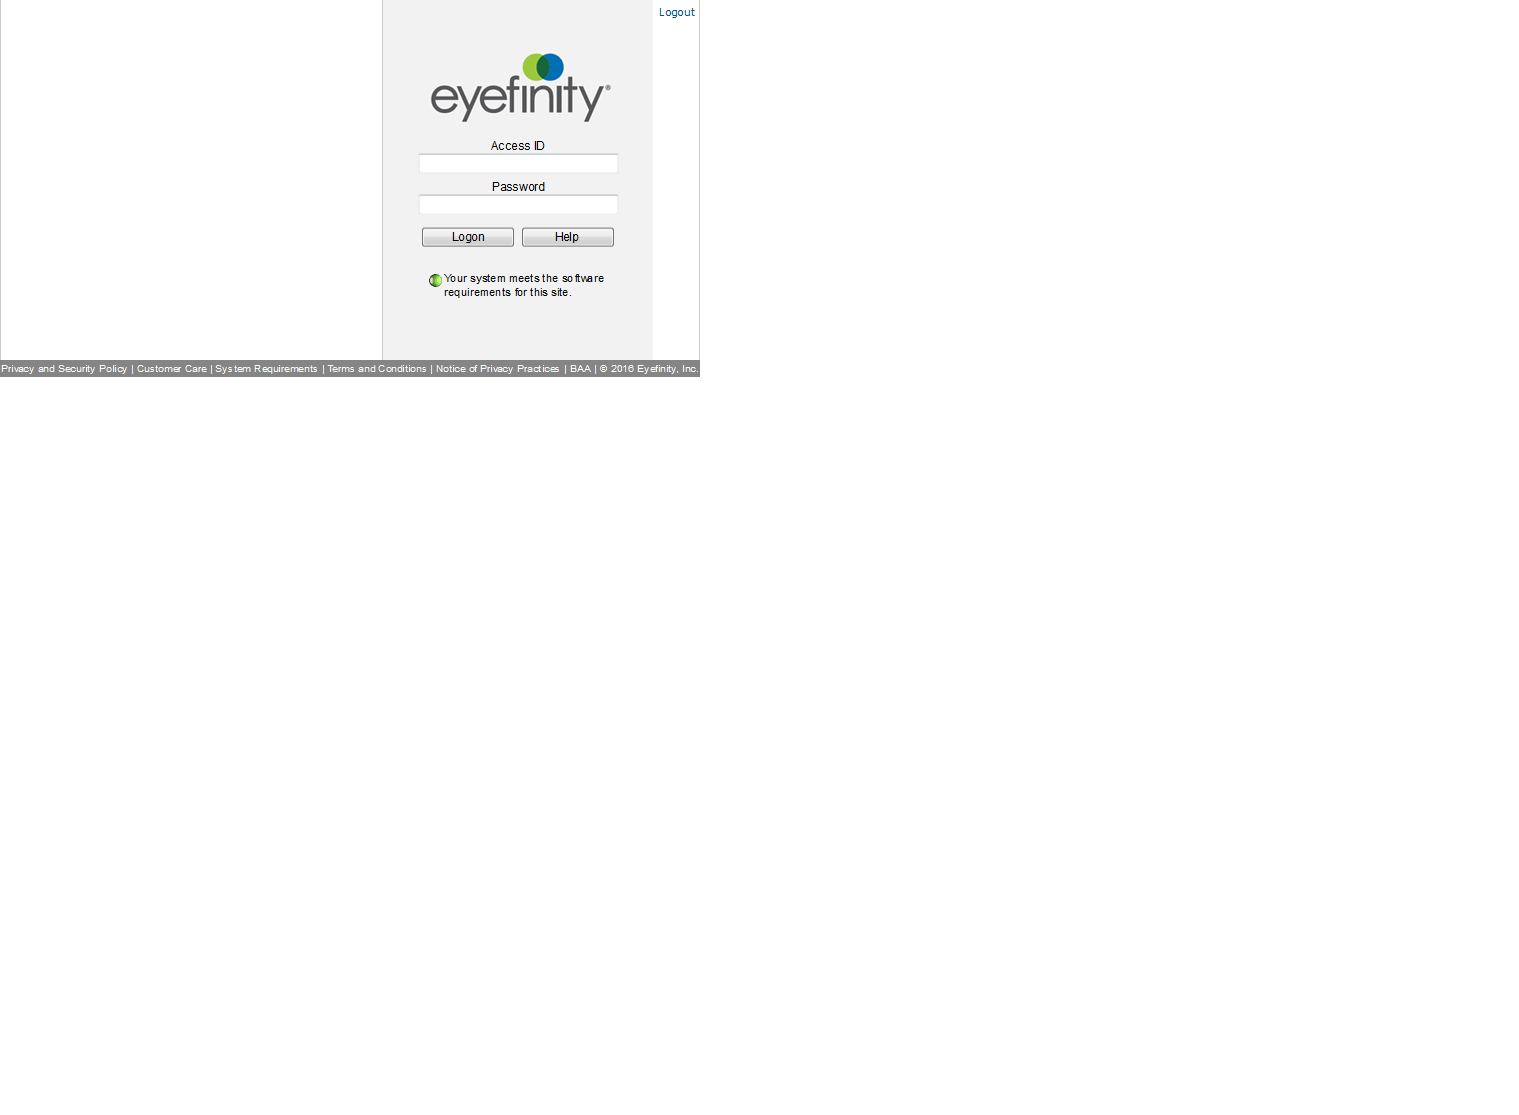 Logout
eyefinity®
Access ID
Password
Logon Help
Your system meets the software
requirements for this site.
Privacy and Security Policy | Customer Care | System Requirements | Terms and Conditions | Notice of Privacy Practices | BAA | © 2016 Eyefinity, Inc.